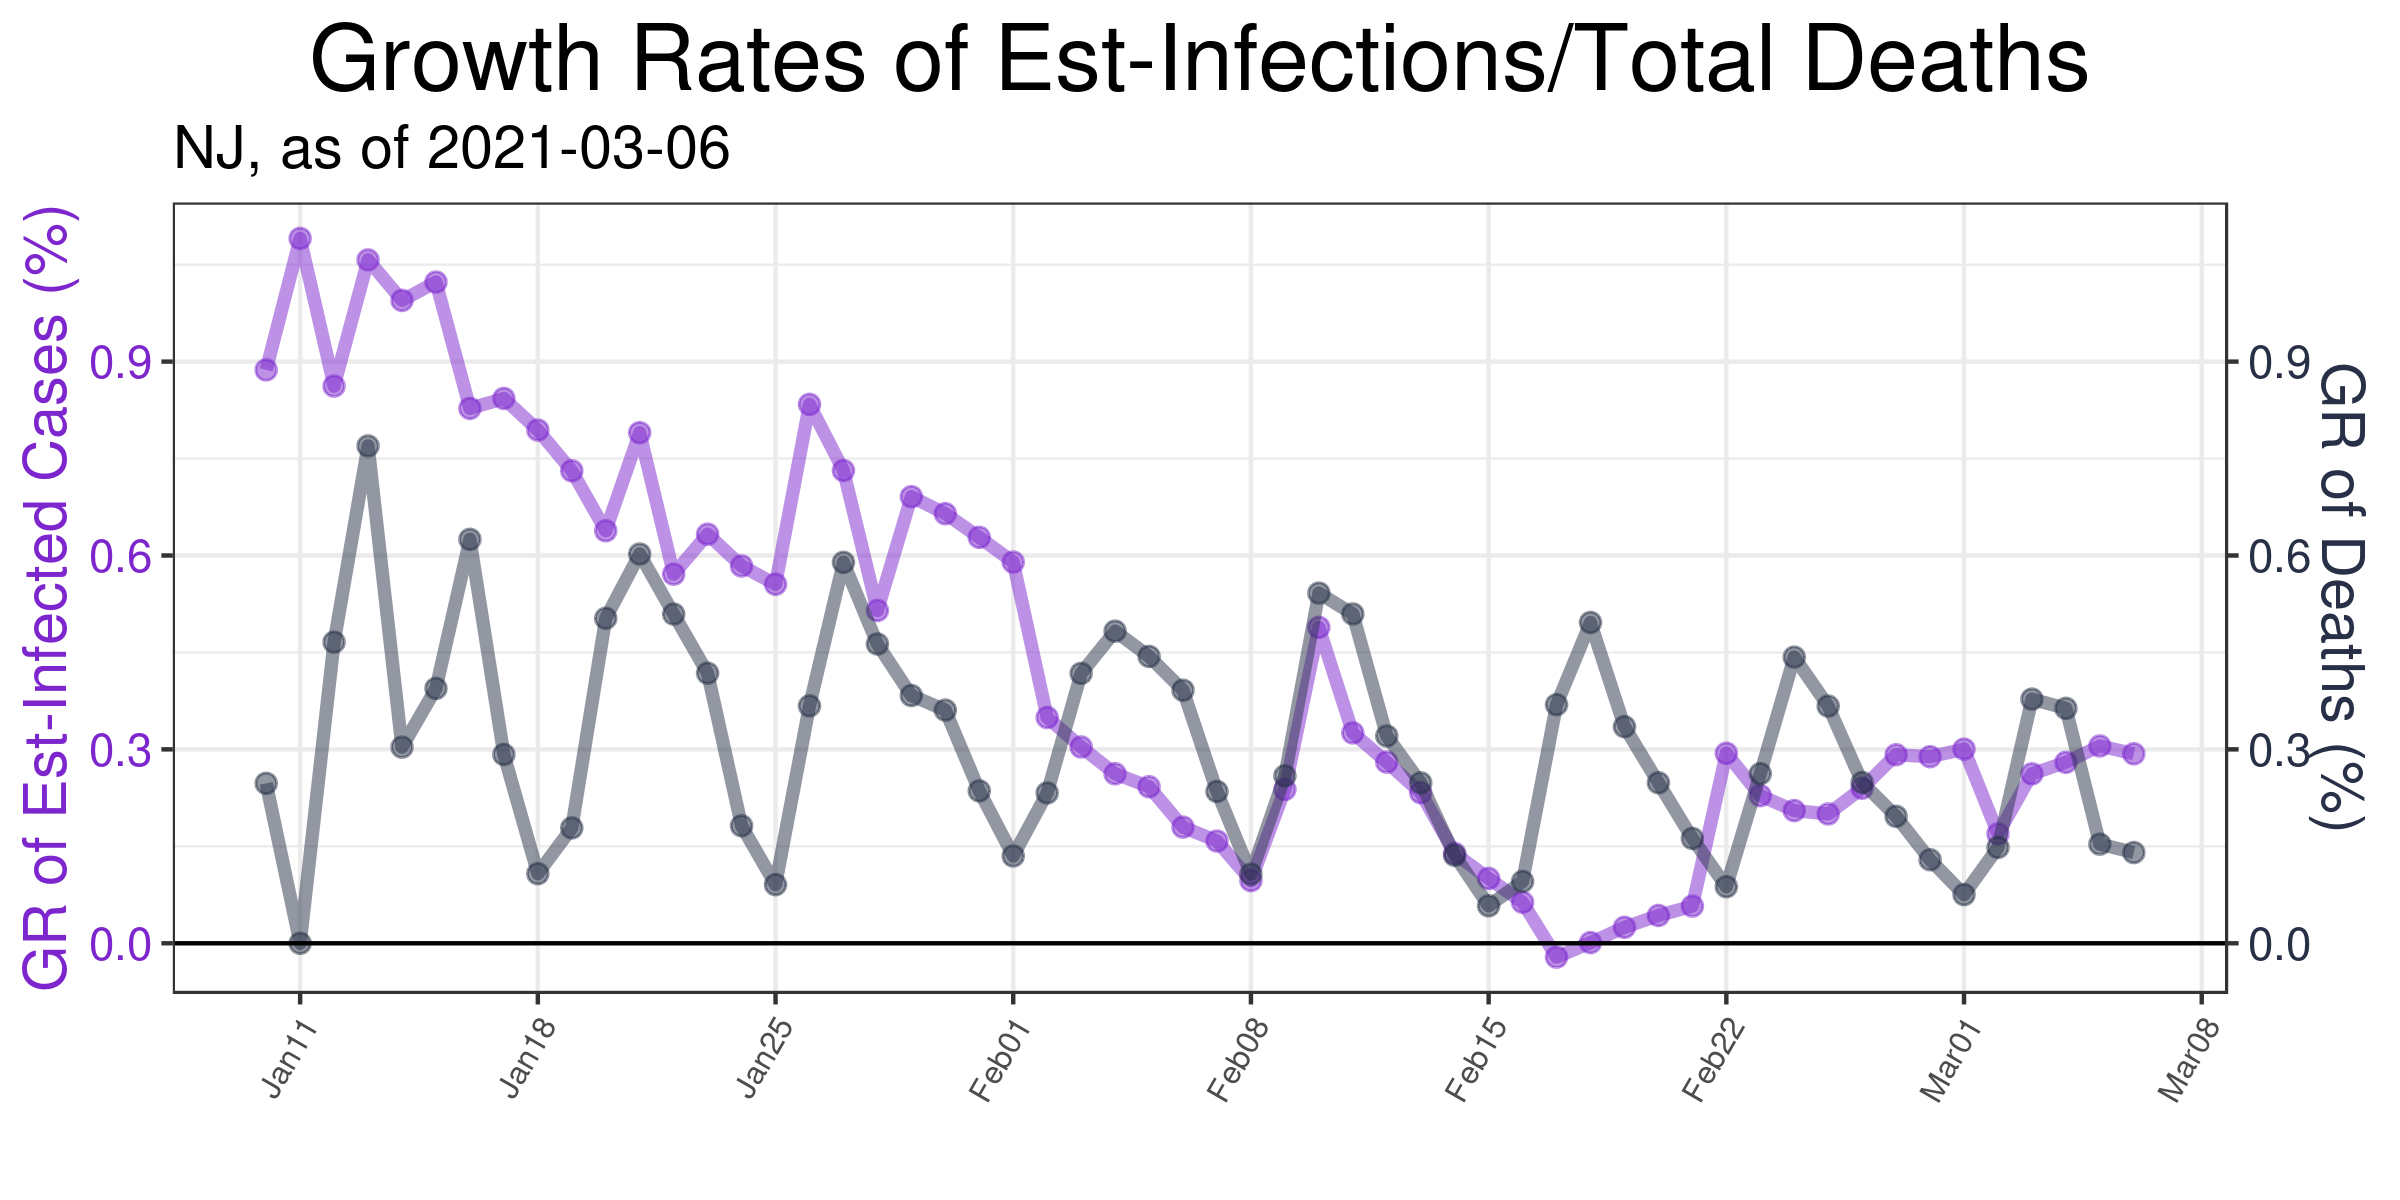 Growth Rates of Est-Infections/Total Deaths
NJ, as of 2021-03-06
GR of Est-Infected Cases (%)
0.9
0.6
0.3
0.0
0.9
0.6
0.3
0.0
GR of Deaths (%)
Jan11
Jan18
Jan25
Feb01
Feb08
Feb15
Feb22
Mar01
Mar08